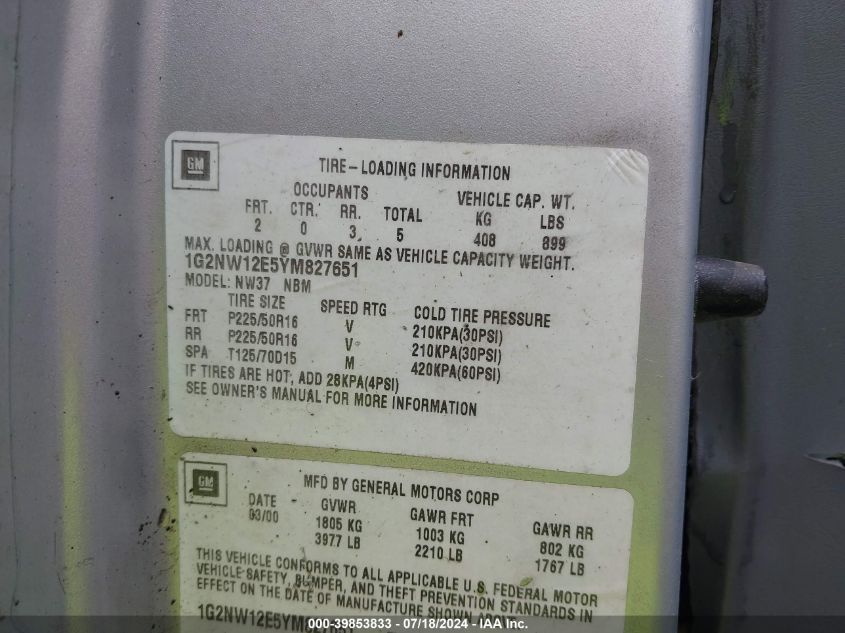 GM
TIRE-LOADING INFORMATION
OCCUPANTS VEHICLE CAP. WT.
FRT. CTR. RR. TOTAL KG LBS
2 0 3 5 408 899
MAX. LOADING @ GVWR SAME AS VEHICLE CAPACITY WEIGHT.
1G2NW12E5YM827651
MODEL: NW37 NBM
TIRE SIZE SPEED RTG COLD TIRE PRESSURE
FRT P225/50R16 V 210KPA(30PSI)
RR P225/50R16 V 210KPA(30PSI)
SPA T125/70D15 M 420KPA(60PSI)
IF TIRES ARE HOT, ADD 28KPA(4PSI)
SEE OWNER'S MANUAL FOR MORE INFORMATION
GM
MFD BY GENERAL MOTORS CORP
DATE GVWR GAWR FRT GAWR RR
03/00 1805 KG 1003 KG 802 KG
3977 LB 2210 LB 1767 LB
THIS VEHICLE CONFORMS TO ALL APPLICABLE U.S. FEDERAL MOTOR
VEHICLE SAFETY, BUMPER, AND THEFT PREVENTION STANDARDS IN
EFFECT ON THE DATE OF MANUFACTURE SHOWN
1G2NW12E5YM827651
000-39853833 - 07/18/2024 - IAA Inc.